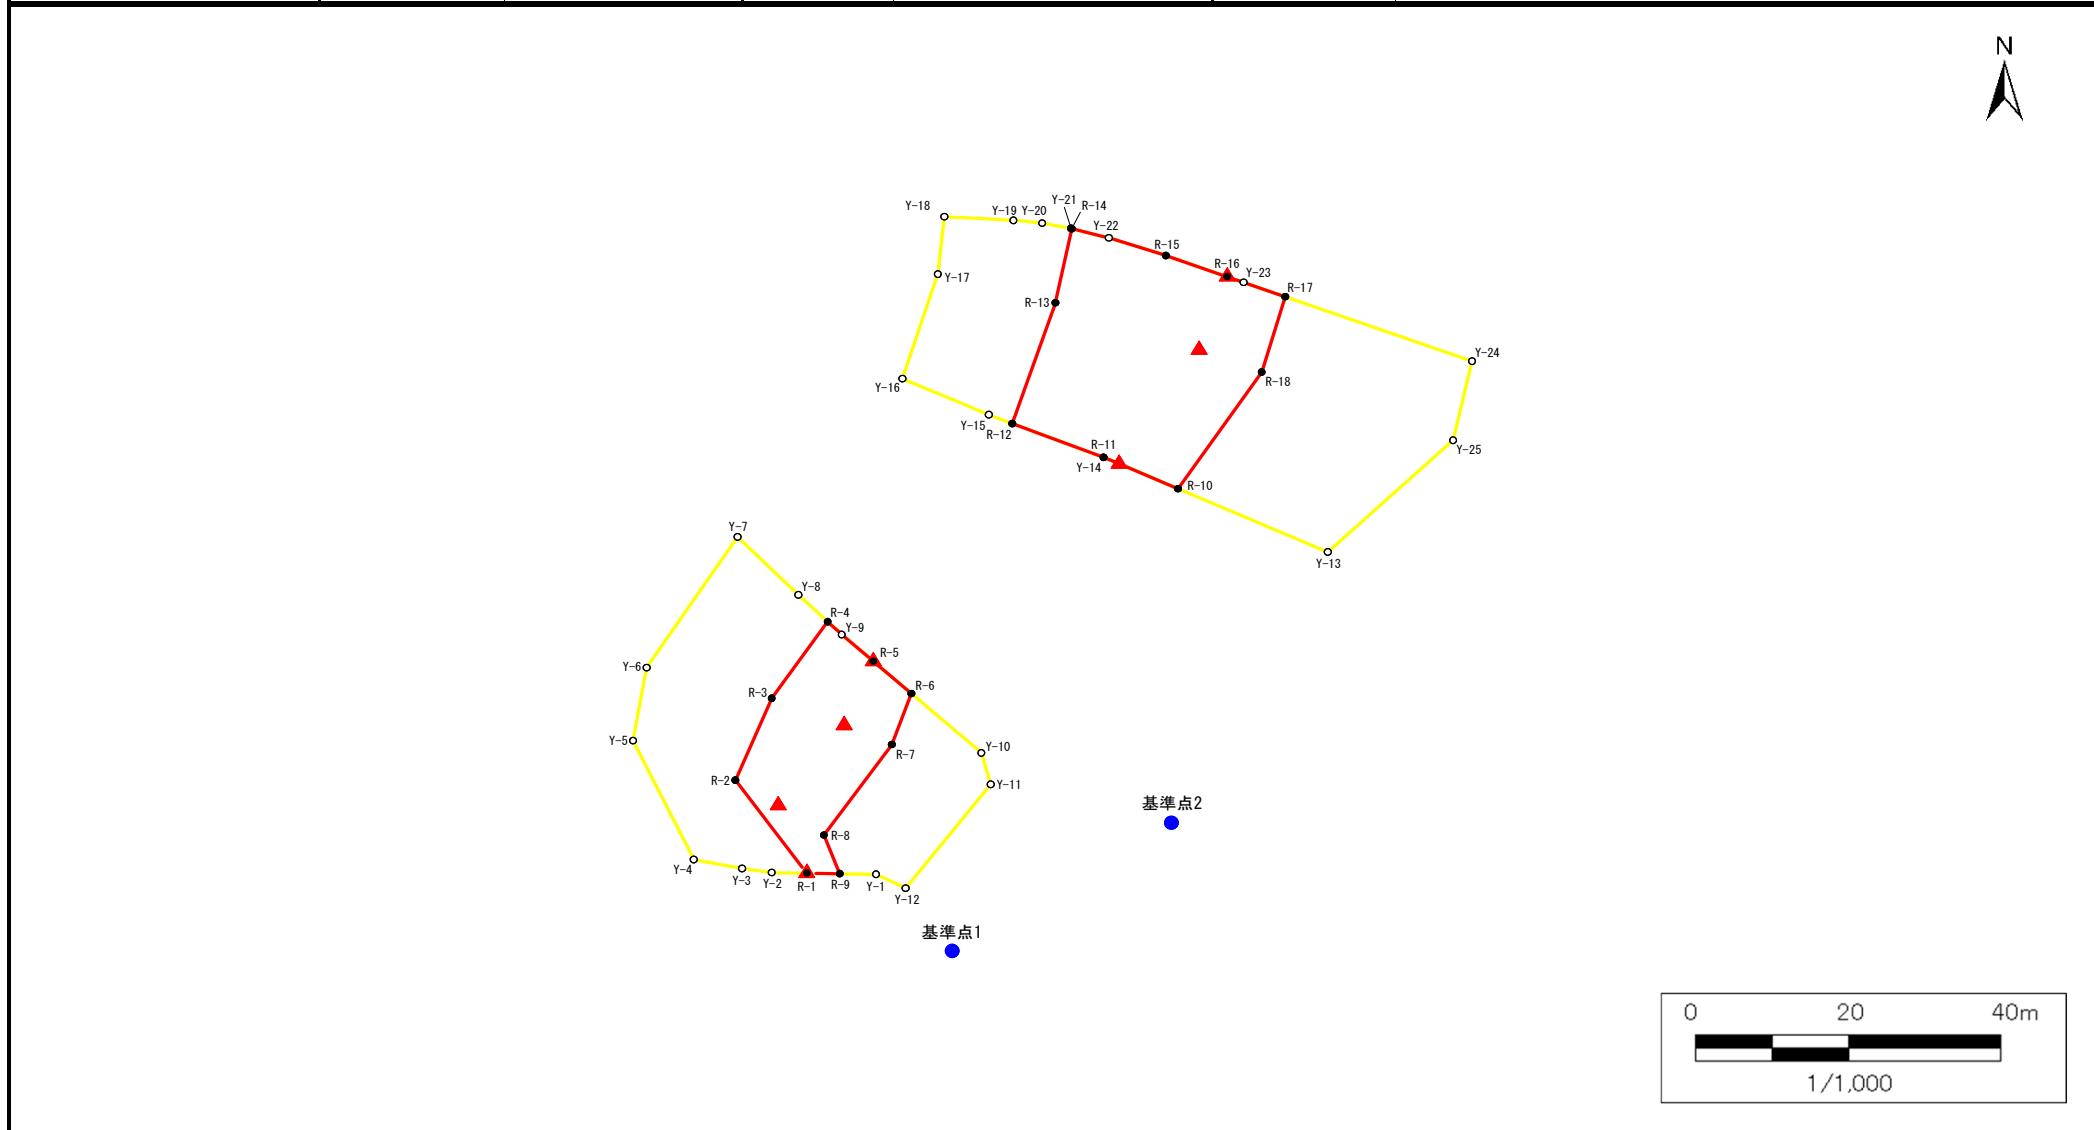 N
Y-21
Y-18
Y-19
Y-20
R-14
Y-22
R-15
R-16
Y-23
Y-17
R-17
R-13
Y-24
Y-16
R-18
Y-15
R-12
R-11
Y-14
Y-25
R-10
Y-13
Y-7
Y-8
R-4
Y-9
R-5
Y-6
R-3
R-6
Y-5
Y-10
R-7
R-2
Y-11
基準点2
R-8
Y-4
Y-3
Y-2
R-1
R-9
Y-1
Y-12
基準点1
0 20 40m
1/1,000